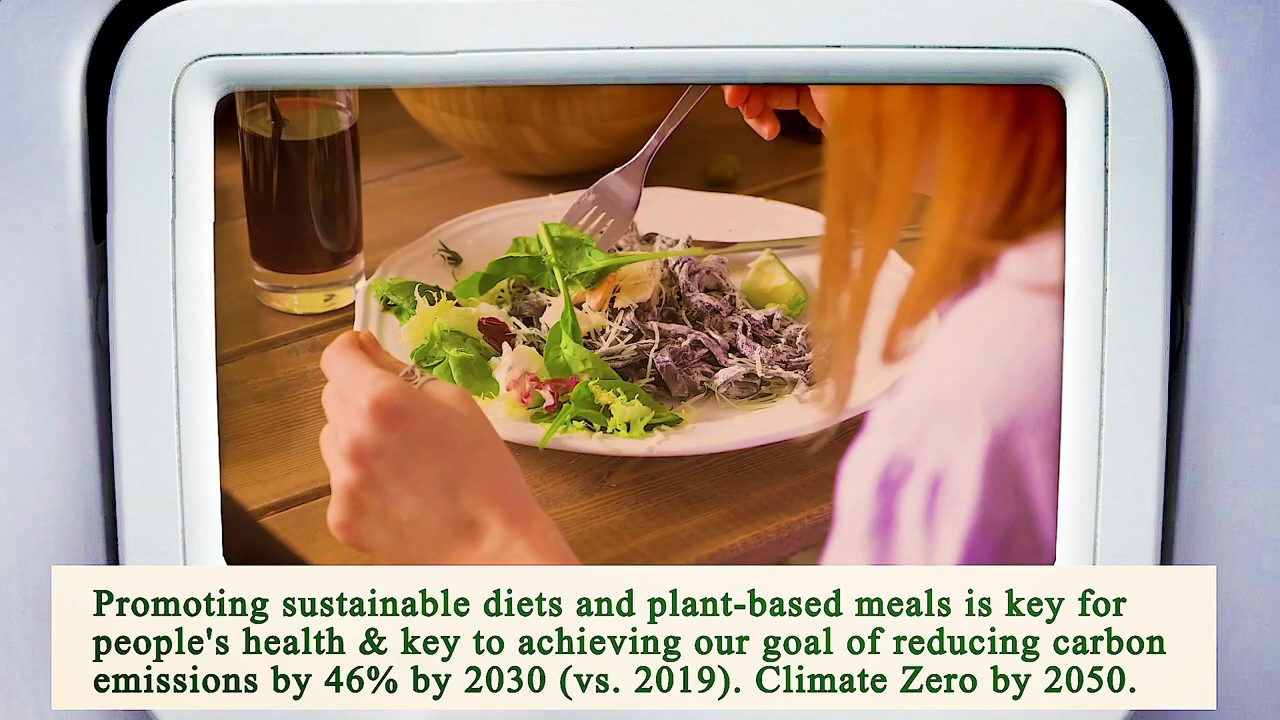 Promoting sustainable diets and plant-based meals is key for
people's health & key to achieving our goal of reducing carbon
emissions by 46% by 2030 (vs. 2019). Climate Zero by 2050.